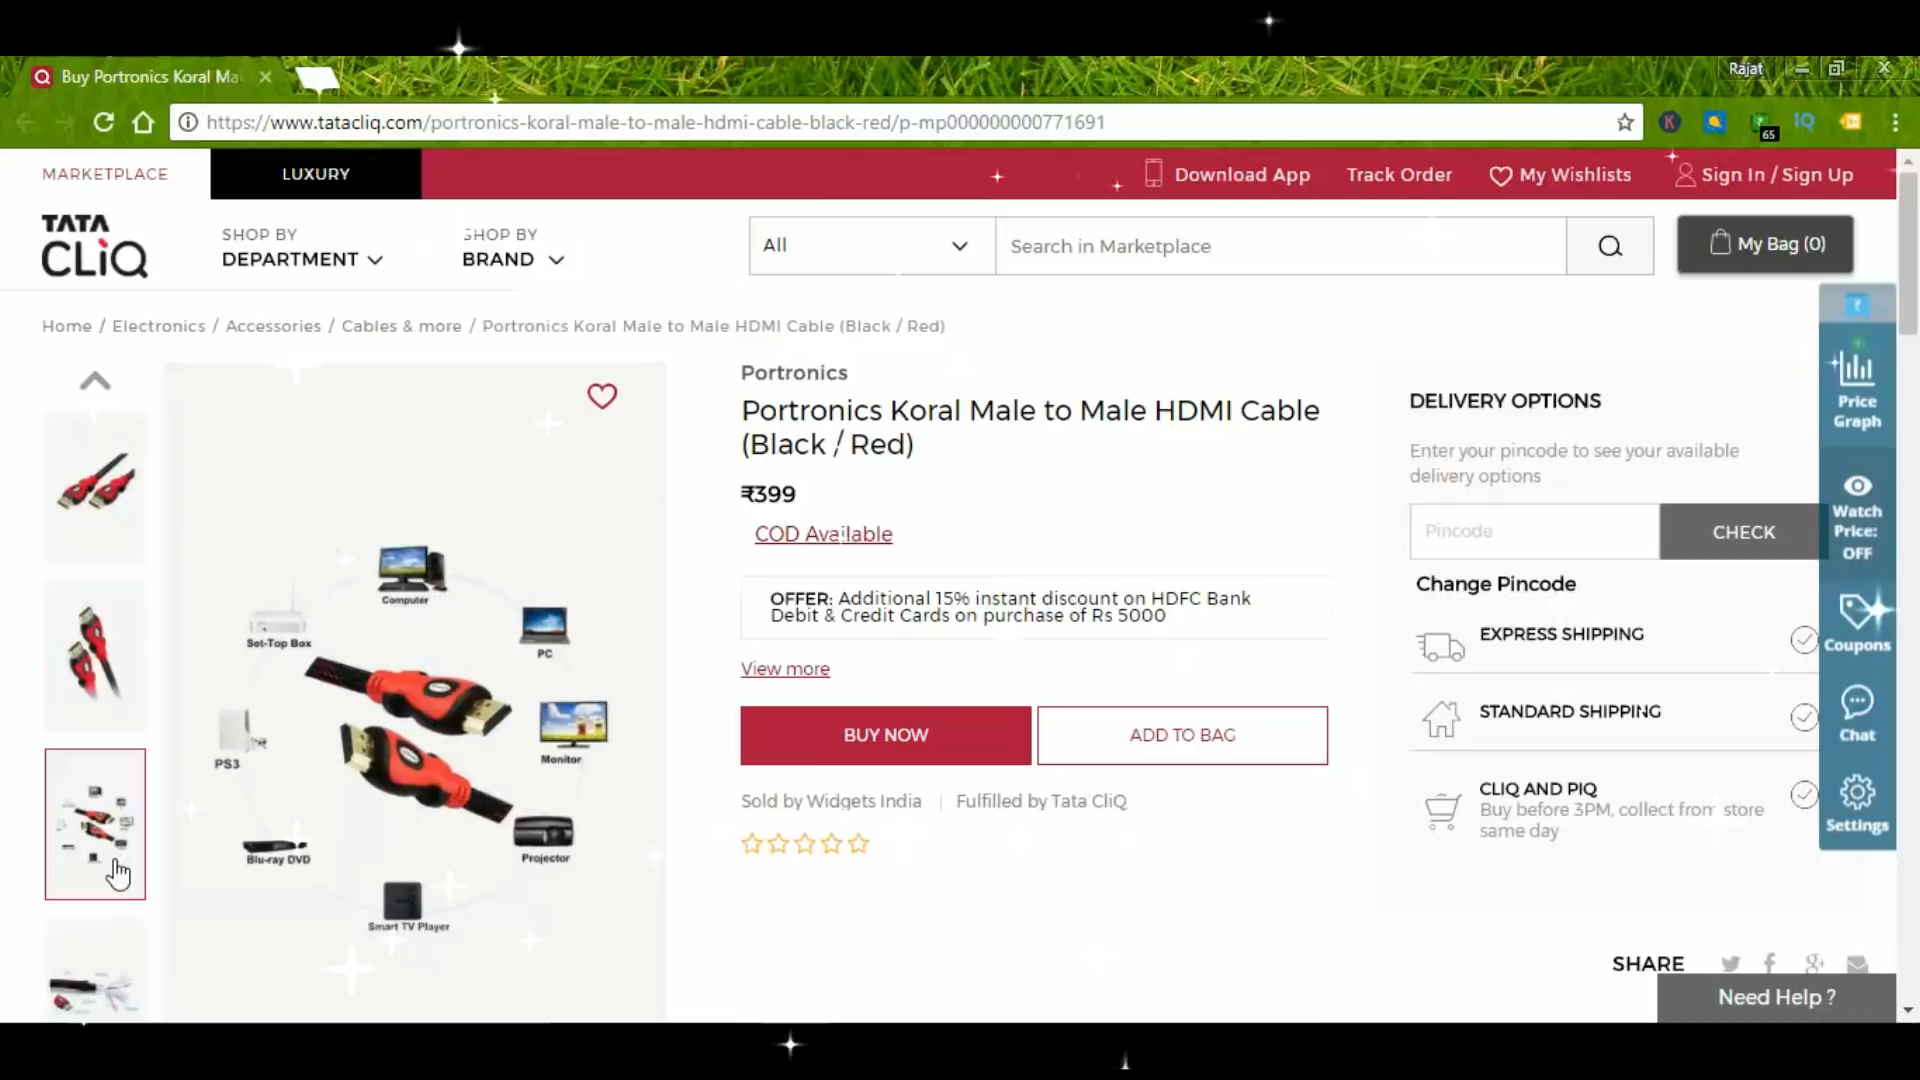 Buy Portronics Koral Ma
Rajat
https://www.tatacliq.com/portronics-koral-male-to-male-hdmi-cable-black-red/p-mp000000000771691
K
65
IQ
MARKETPLACE
LUXURY
Download App
Track Order
My Wishlists
Sign In / Sign Up
TATA
CLiQ
SHOP BY
DEPARTMENT
SHOP BY
BRAND
All
Search in Marketplace
My Bag (0)
Home / Electronics / Accessories / Cables & more / Portronics Koral Male to Male HDMI Cable (Black / Red)
Computer
Set-Top Box
PC
PS3
Monitor
Blu-ray DVD
Projector
Smart TV Player
Portronics
Portronics Koral Male to Male HDMI Cable
(Black / Red)
₹399
COD Available
OFFER: Additional 15% instant discount on HDFC Bank
Debit & Credit Cards on purchase of Rs 5000
View more
BUY NOW
ADD TO BAG
Sold by Widgets India
Fulfilled by Tata CliQ
DELIVERY OPTIONS
Enter your pincode to see your available
delivery options
Pincode
CHECK
Change Pincode
EXPRESS SHIPPING
STANDARD SHIPPING
CLIQ AND PIQ
Buy before 3PM, collect from store
same day
Price
Graph
Watch
Price:
OFF
Coupons
Chat
Settings
SHARE
Need Help ?